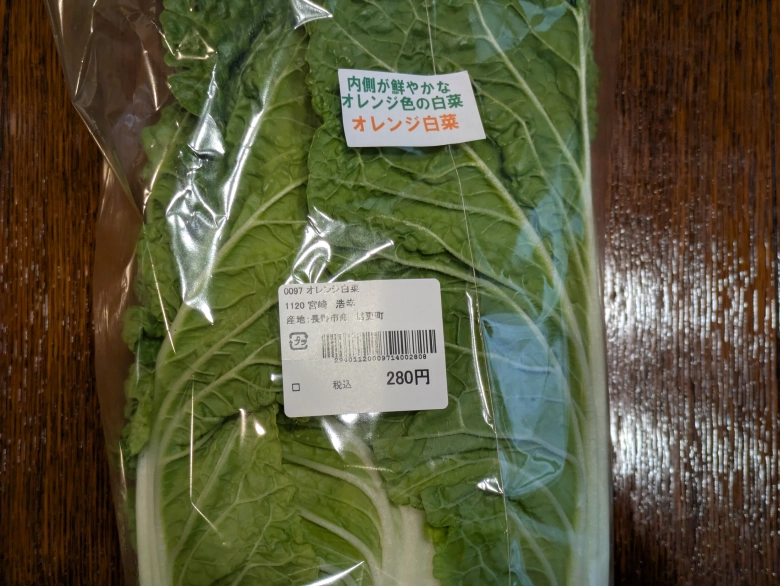 内側が鮮やかな
オレンジ色の白菜
オレンジ白菜
0097 オレンジ白菜
1120 宮崎
産地:長野市
プラ
税込
280円